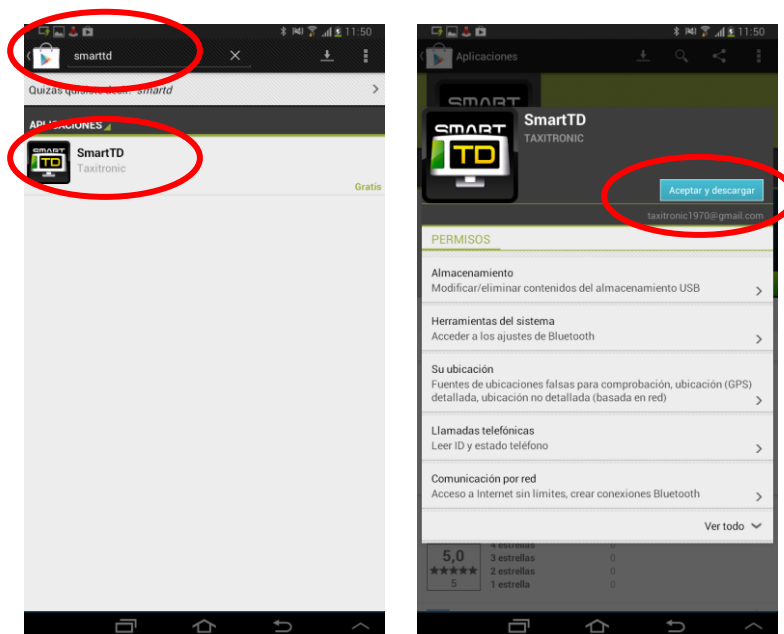 11:50
smarttd
Quizás quisiste decir: smartd
APLICACIONES
SMART
TD
SmartTD
Taxitronic
Gratis
11:50
Aplicaciones
SMART
SMART
TD
SmartTD
TAXITRONIC
Aceptar y descargar
taxitronic1970@gmail.com
PERMISOS
Almacenamiento
Modificar/eliminar contenidos del almacenamiento USB
Herramientas del sistema
Acceder a los ajustes de Bluetooth
Su ubicación
Fuentes de ubicaciones falsas para comprobación, ubicación (GPS)
detallada, ubicación no detallada (basada en red)
Llamadas telefónicas
Leer ID y estado teléfono
Comunicación por red
Acceso a Internet sin límites, crear conexiones Bluetooth
Ver todo
4 estrellas 0
5,0 3 estrellas 0
2 estrellas 0
5 1 estrella 0